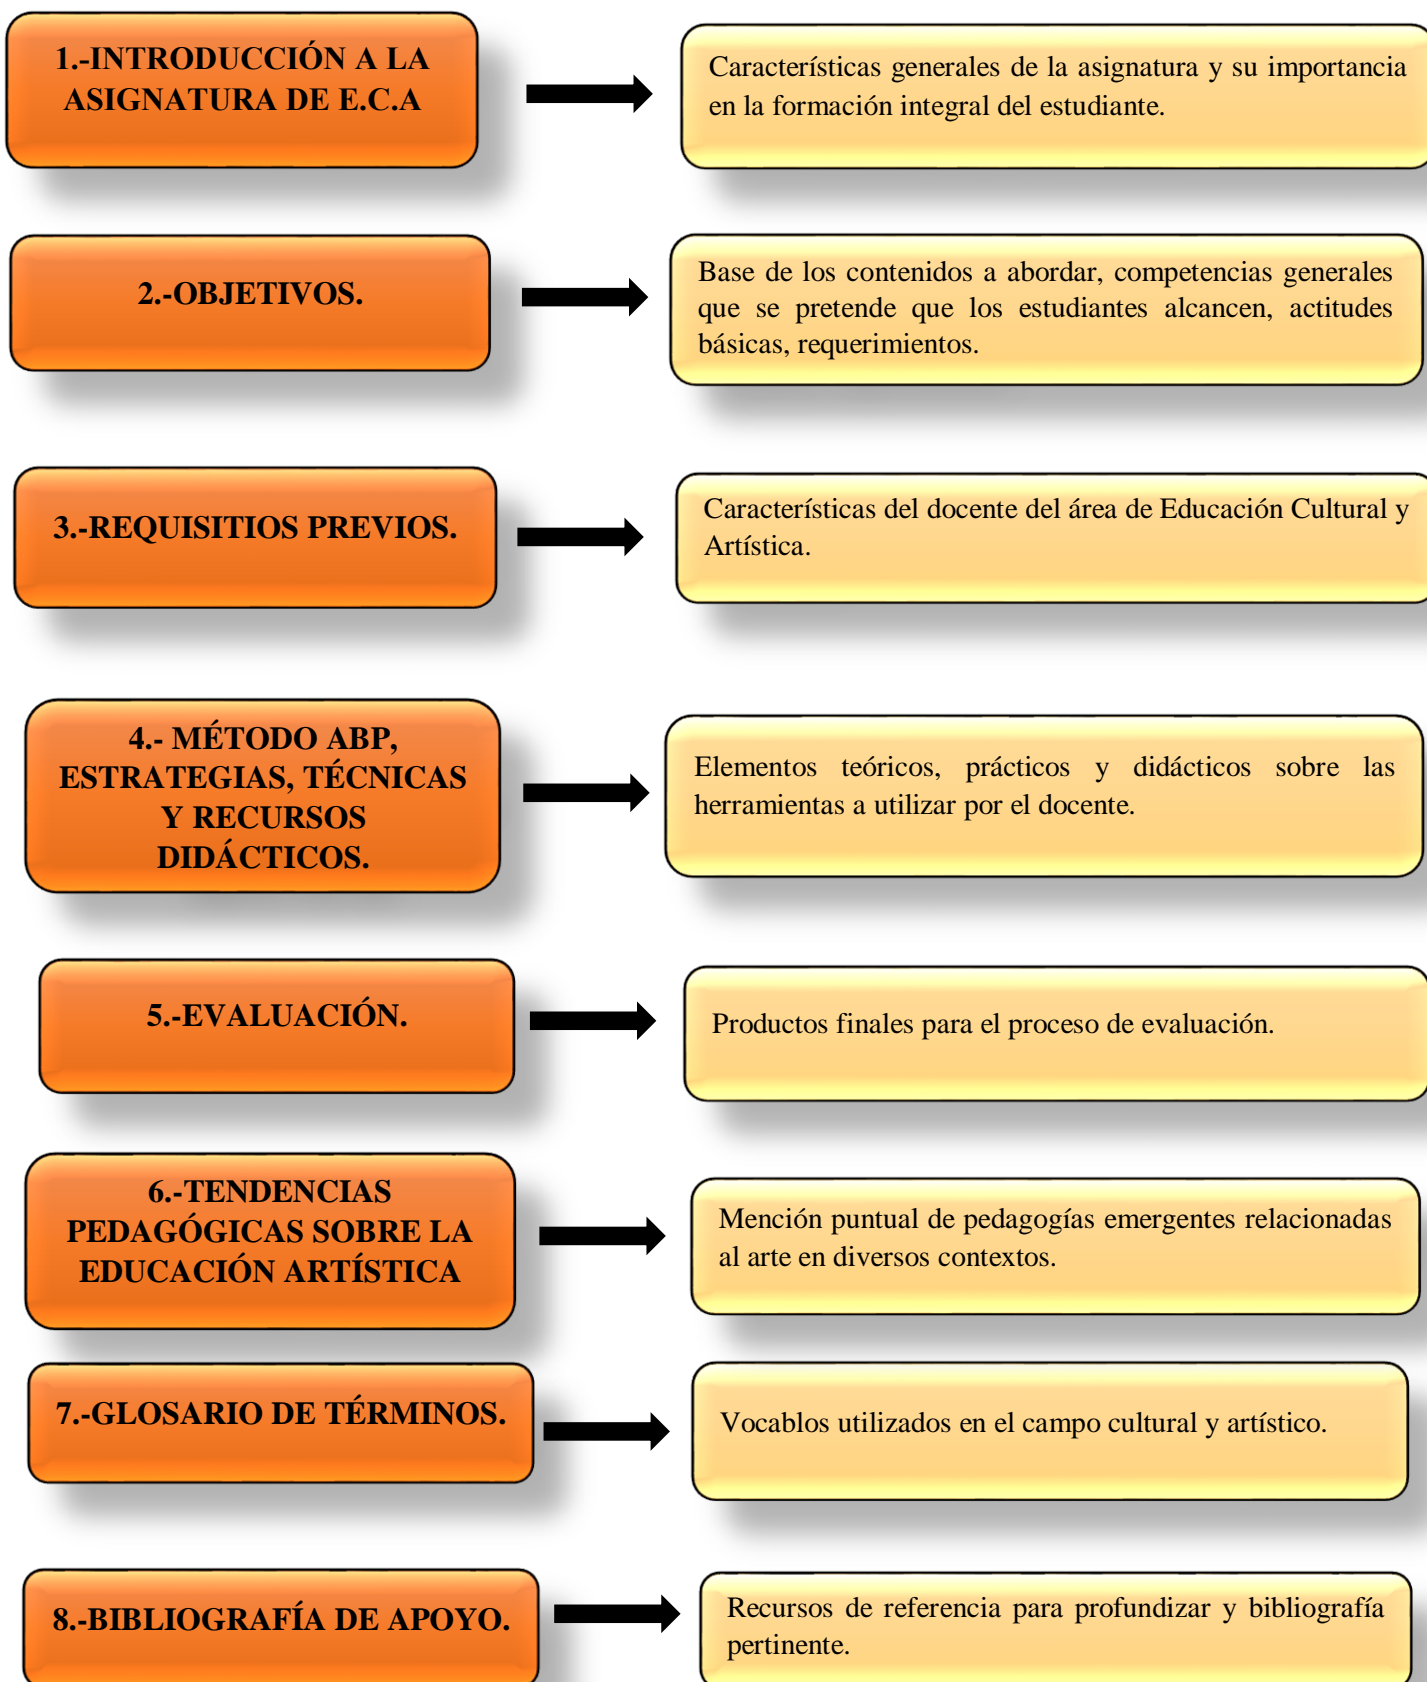 1.-INTRODUCCIÓN A LA
ASIGNATURA DE E.C.A
Características generales de la asignatura y su importancia
en la formación integral del estudiante.
2.-OBJETIVOS.
Base de los contenidos a abordar, competencias generales
que se pretende que los estudiantes alcancen, actitudes
básicas, requerimientos.
3.-REQUISITIOS PREVIOS.
Características del docente del área de Educación Cultural y
Artística.
4.- MÉTODO ABP,
ESTRATEGIAS, TÉCNICAS
Y RECURSOS
DIDÁCTICOS.
Elementos teóricos, prácticos y didácticos sobre las
herramientas a utilizar por el docente.
5.-EVALUACIÓN.
Productos finales para el proceso de evaluación.
6.-TENDENCIAS
PEDAGÓGICAS SOBRE LA
EDUCACIÓN ARTÍSTICA
Mención puntual de pedagogías emergentes relacionadas
al arte en diversos contextos.
7.-GLOSARIO DE TÉRMINOS.
Vocablos utilizados en el campo cultural y artístico.
8.-BIBLIOGRAFÍA DE APOYO.
Recursos de referencia para profundizar y bibliografía
pertinente.